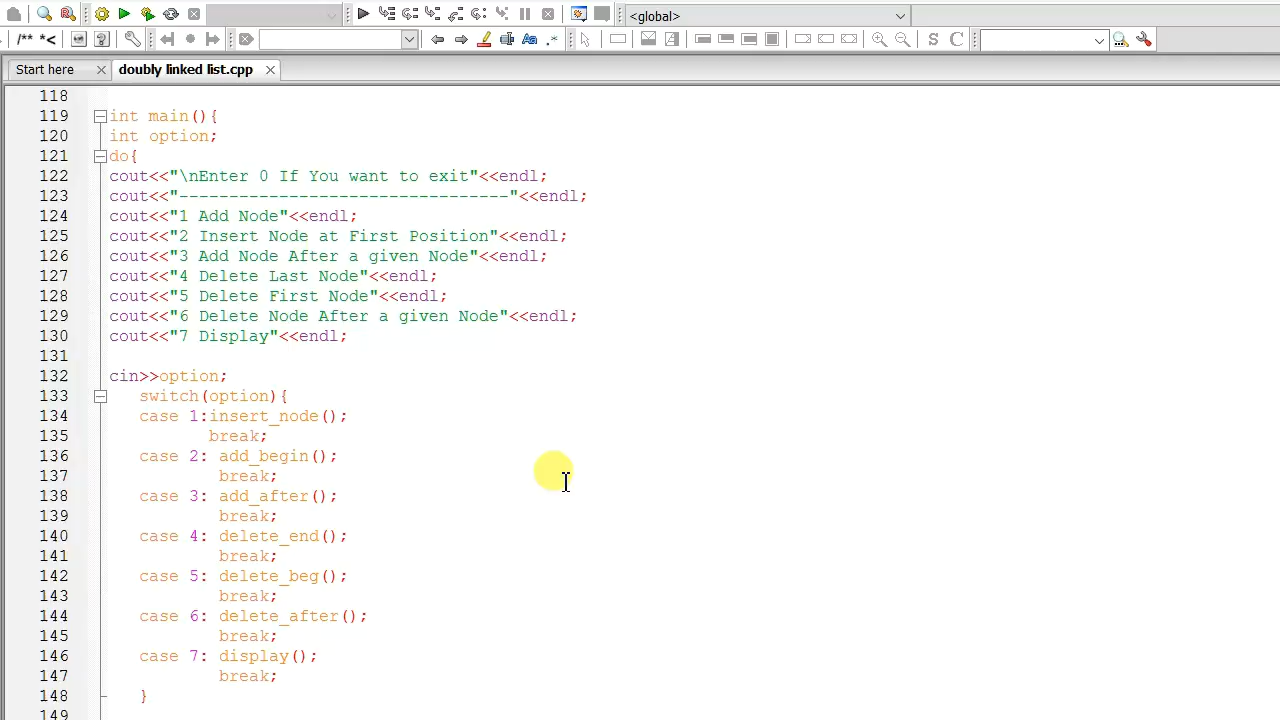 <global>
/** *<
.*
S C
Start here
doubly linked list.cpp
118
119 int main(){
120 int option;
121 do{
122 cout<<"\nEnter 0 If You want to exit"<<endl;
123 cout<<"---------------------------------"<<endl;
124 cout<<"1 Add Node"<<endl;
125 cout<<"2 Insert Node at First Position"<<endl;
126 cout<<"3 Add Node After a given Node"<<endl;
127 cout<<"4 Delete Last Node"<<endl;
128 cout<<"5 Delete First Node"<<endl;
129 cout<<"6 Delete Node After a given Node"<<endl;
130 cout<<"7 Display"<<endl;
131
132 cin>>option;
133 switch(option){
134 case 1:insert_node();
135 break;
136 case 2: add_begin();
137 break;
138 case 3: add_after();
139 break;
140 case 4: delete_end();
141 break;
142 case 5: delete_beg();
143 break;
144 case 6: delete_after();
145 break;
146 case 7: display();
147 break;
148 }
149